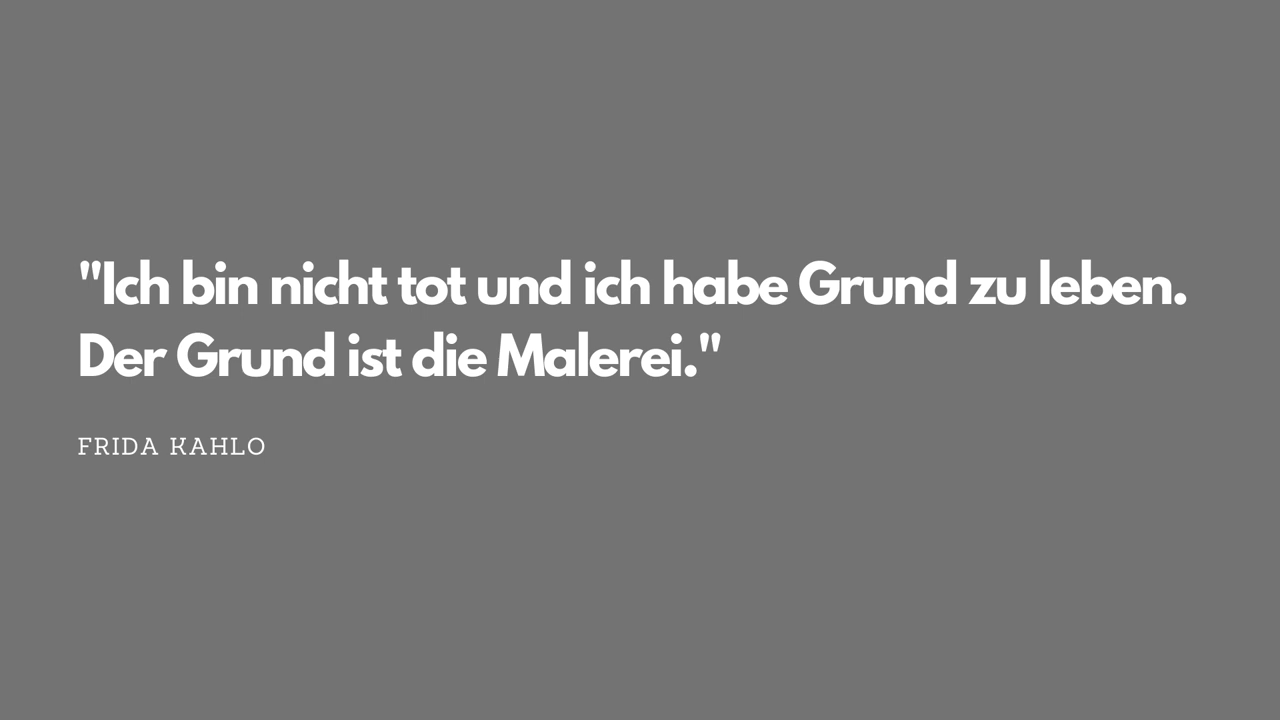 "Ich bin nicht tot und ich habe Grund zu leben.
Der Grund ist die Malerei."
FRIDA KAHLO